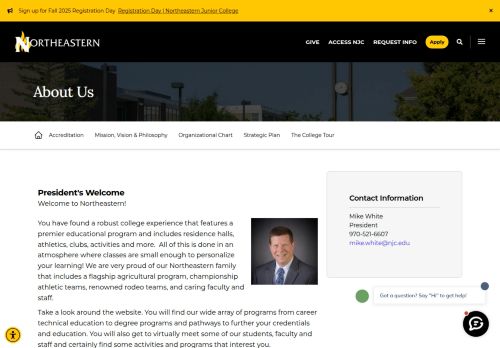 Sign up for Fall 2025 Registration Day Registration Day | Northeastern Junior College ×
NORTHEASTERN
GIVE ACCESS NJC REQUEST INFO Apply
About Us
Accreditation Mission, Vision & Philosophy Organizational Chart Strategic Plan The College Tour
President's Welcome
Welcome to Northeastern!
You have found a robust college experience that features a
premier educational program and includes residence halls,
athletics, clubs, activities and more. All of this is done in an
atmosphere where classes are small enough to personalize
your learning! We are very proud of our Northeastern family
that includes a flagship agricultural program, championship
athletic teams, renowned rodeo teams, and caring faculty and
staff.
Take a look around the website. You will find our wide array of programs from career
technical education to degree programs and pathways to further your credentials
and education. You will also get to virtually meet some of our students, faculty and
staff and certainly find some activities and programs that interest you.
Contact Information
Mike White
President
970-521-6607
mike.white@njc.edu
Got a question? Say "Hi" to get help!